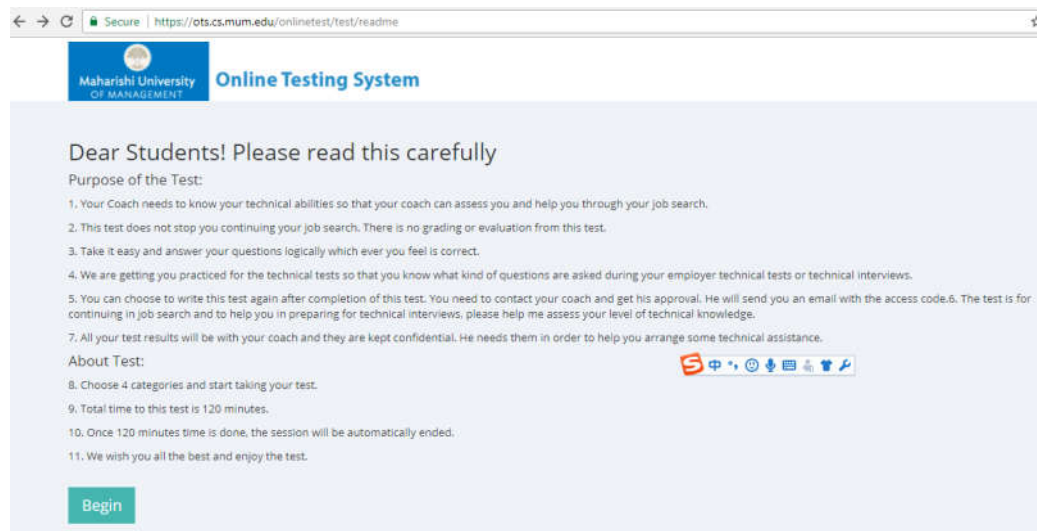 Secure | https://ots.cs.mum.edu/onlinetest/test/readme
Maharishi University
OF MANAGEMENT
Online Testing System
Dear Students! Please read this carefully
Purpose of the Test:
1. Your Coach needs to know your technical abilities so that your coach can assess you and help you through your job search.
2. This test does not stop you continuing your job search. There is no grading or evaluation from this test.
3. Take it easy and answer your questions logically which ever you feel is correct.
4. We are getting you practiced for the technical tests so that you know what kind of questions are asked during your employer technical tests or technical interviews.
5. You can choose to write this test again after completion of this test. You need to contact your coach and get his approval. He will send you an email with the access code.6. The test is for
continuing in job search and to help you in preparing for technical interviews, please help me assess your level of technical knowledge.
7. All your test results will be with your coach and they are kept confidential. He needs them in order to help you arrange some technical assistance.
About Test:
S 中
8. Choose 4 categories and start taking your test.
9. Total time to this test is 120 minutes.
10. Once 120 minutes time is done, the session will be automatically ended.
11. We wish you all the best and enjoy the test.
Begin